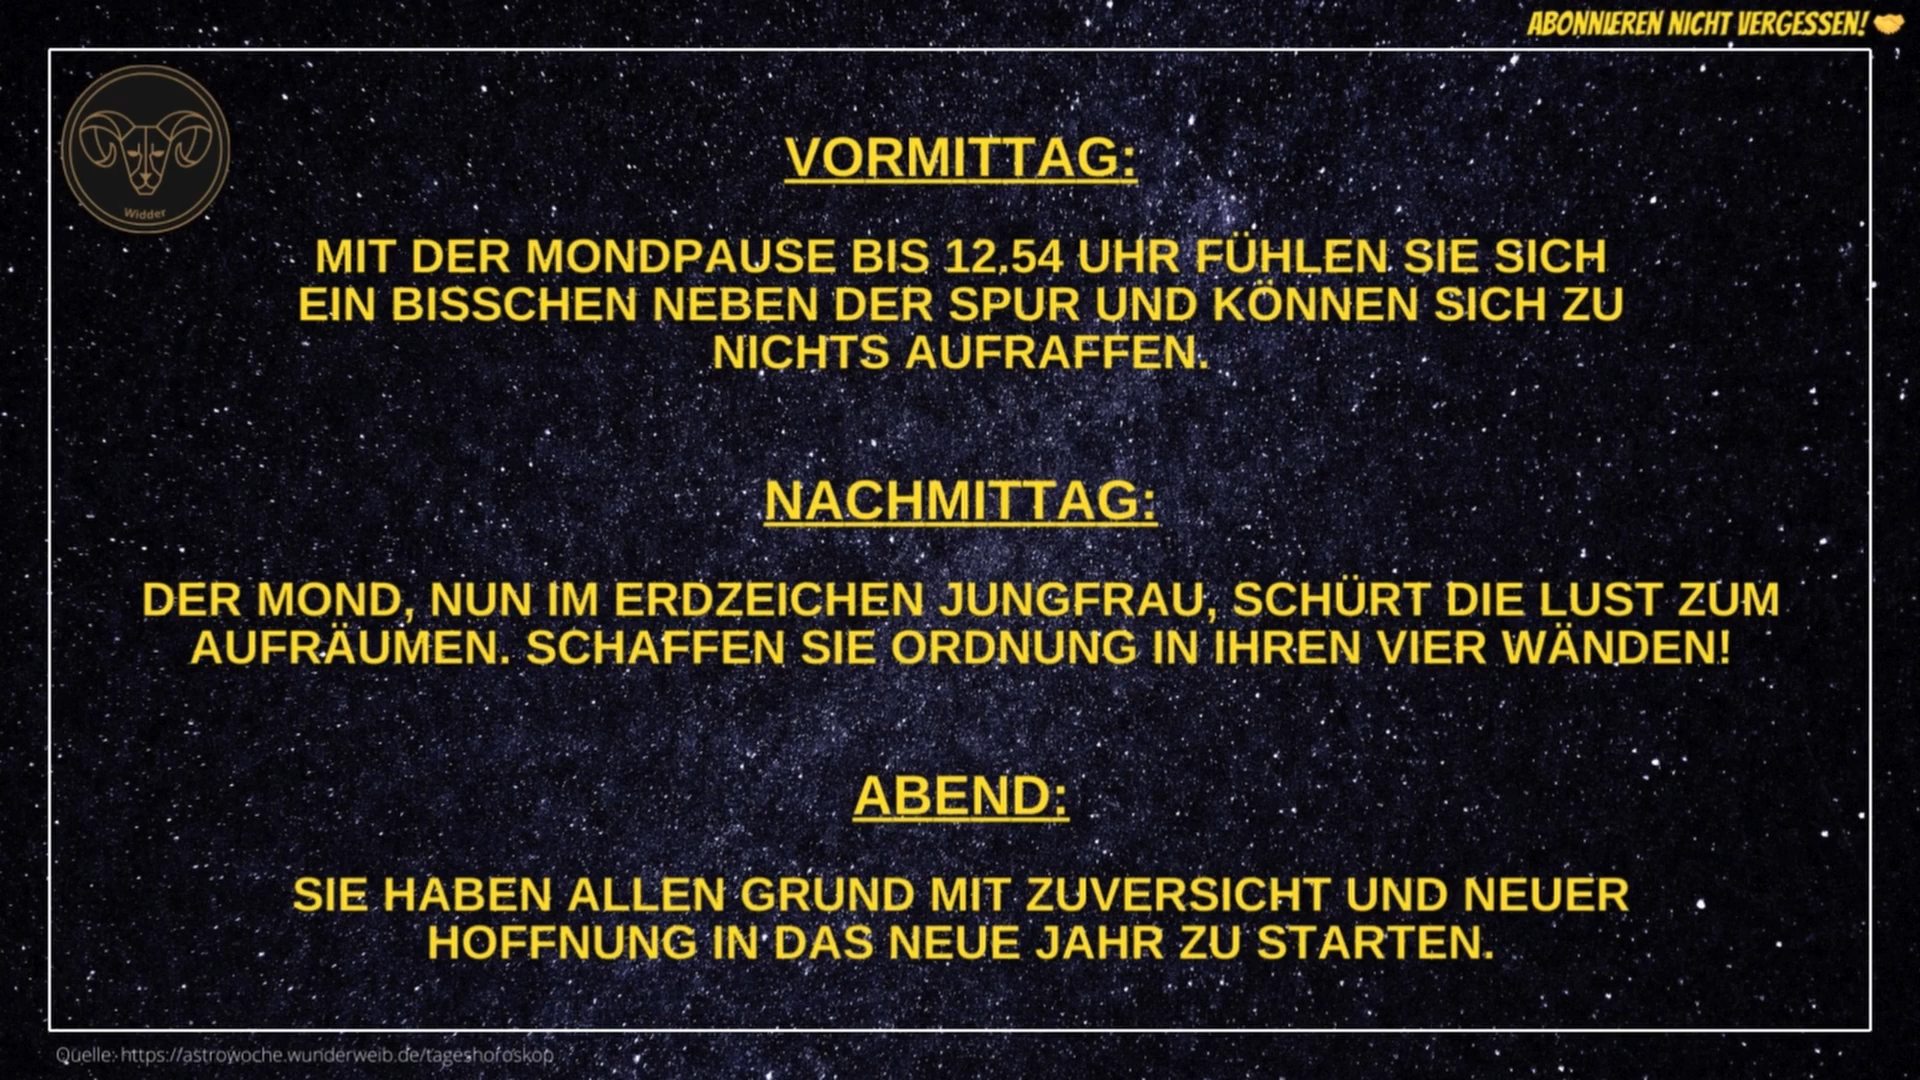 ABONNIEREN NICHT VERGESSEN!
Widder
VORMITTAG:
MIT DER MONDPAUSE BIS 12.54 UHR FÜHLEN SIE SICH
EIN BISSCHEN NEBEN DER SPUR UND KÖNNEN SICH ZU
NICHTS AUFRAFFEN.
NACHMITTAG:
DER MOND, NUN IM ERDZEICHEN JUNGFRAU, SCHÜRT DIE LUST ZUM
AUFRÄUMEN. SCHAFFEN SIE ORDNUNG IN IHREN VIER WÄNDEN!
ABEND:
SIE HABEN ALLEN GRUND MIT ZUVERSICHT UND NEUER
HOFFNUNG IN DAS NEUE JAHR ZU STARTEN.
Quelle: https://astrowoche.wunderweib.de/tageshoroskop